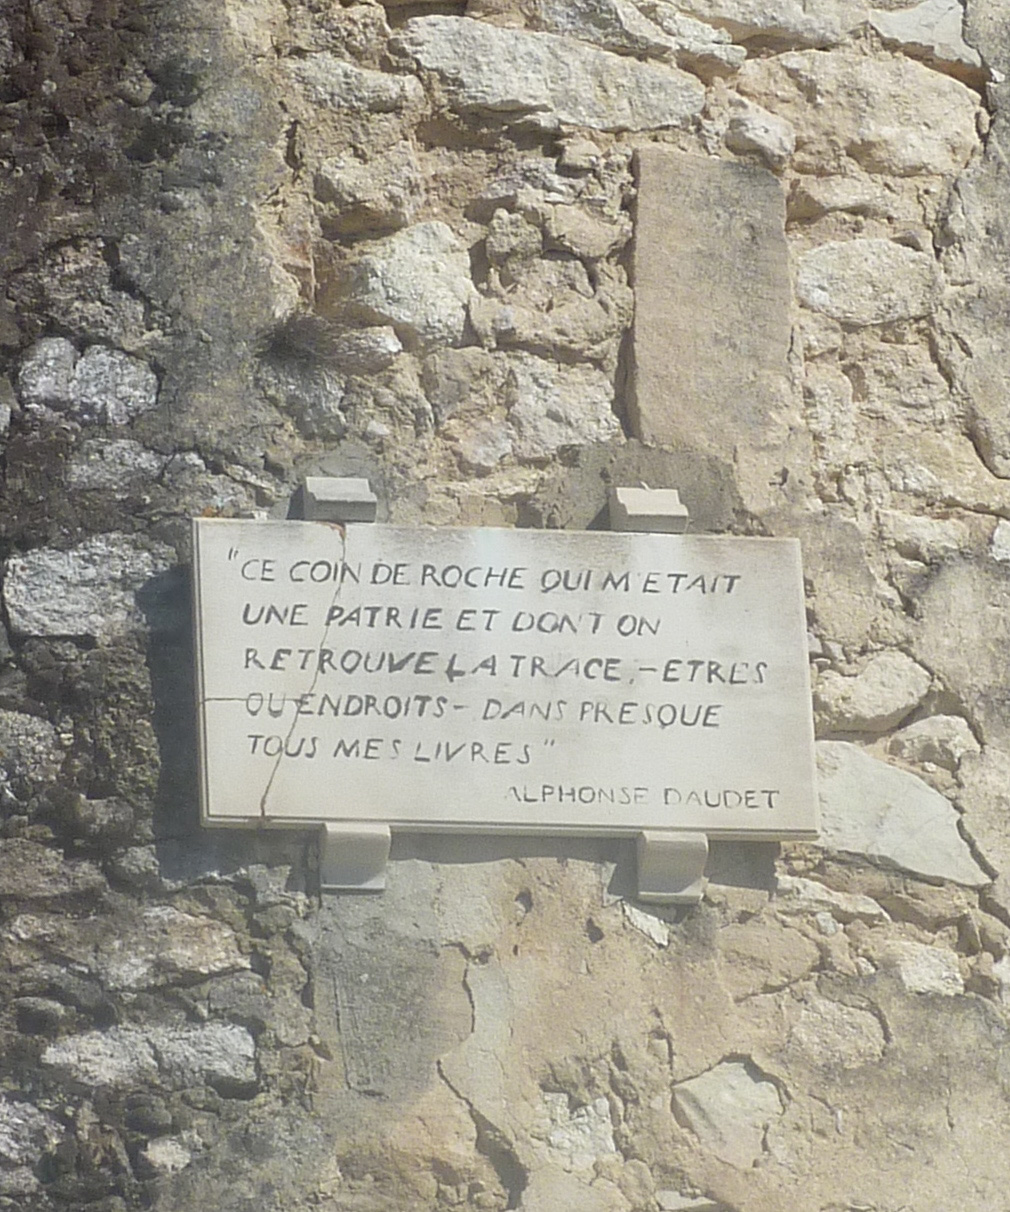 "CE COIN DE ROCHE QUI M'ETAIT
UNE PATRIE ET DONT ON
RETROUVE LA TRACE,-ETRES
OU ENDROITS- DANS PRESQUE
TOUS MES LIVRES"
ALPHONSE DAUDET